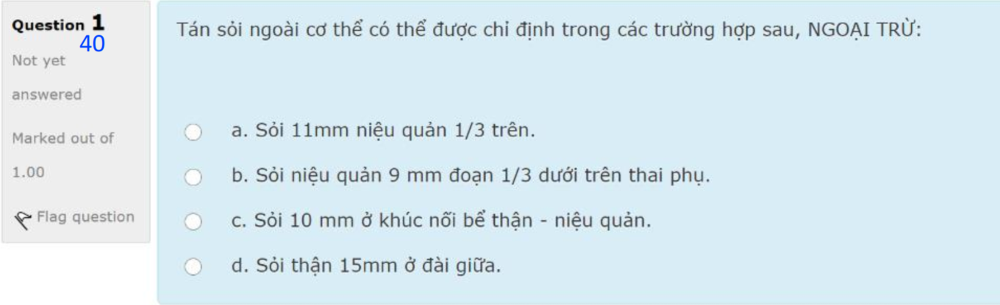 Question 1
40
Not yet
answered
Marked out of
1.00
Flag question
Tán sỏi ngoài cơ thể có thể được chỉ định trong các trường hợp sau, NGOẠI TRỪ:
a. Sỏi 11mm niệu quản 1/3 trên.
b. Sỏi niệu quản 9 mm đoạn 1/3 dưới trên thai phụ.
c. Sỏi 10 mm ở khúc nối bể thận - niệu quản.
d. Sỏi thận 15mm ở đài giữa.